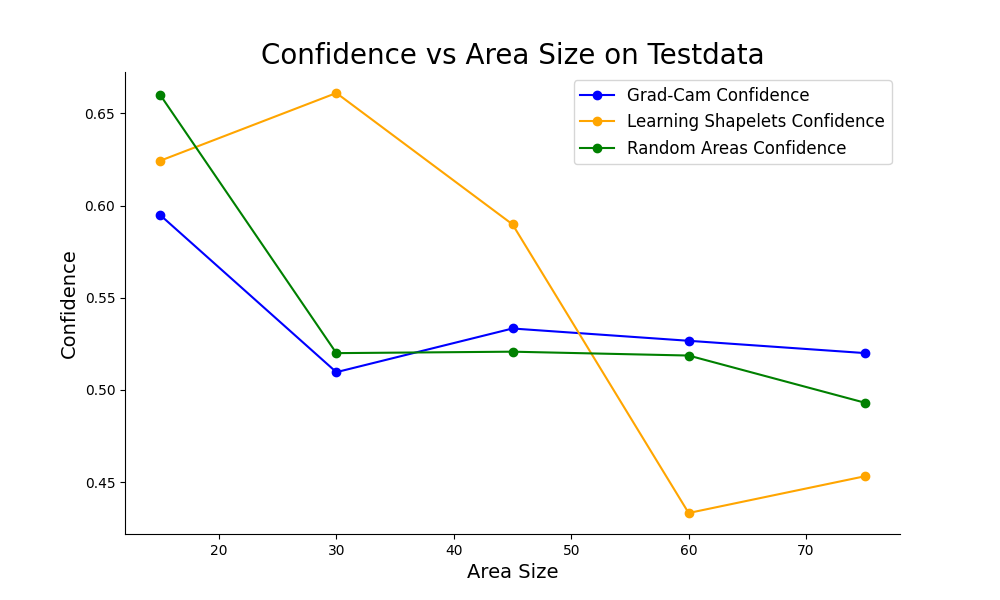 Confidence vs Area Size on Testdata
Grad-Cam Confidence
Learning Shapelets Confidence
Random Areas Confidence
Confidence
0.65
0.60
0.55
0.50
0.45
20 30 40 50 60 70
Area Size